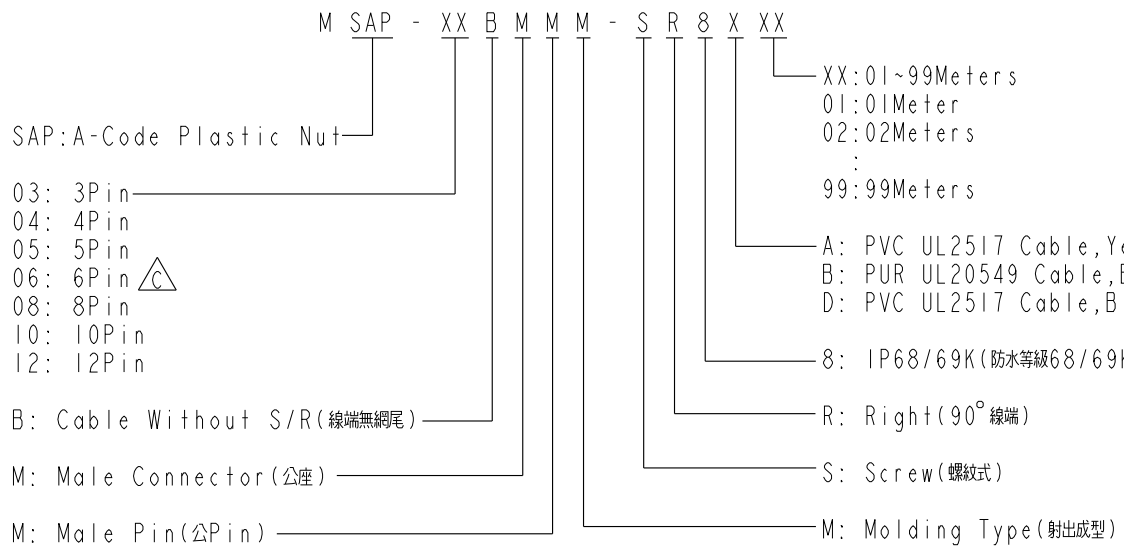 M SAP - XX B M M M - S R 8 X XX
SAP:A-Code Plastic Nut
03: 3Pin
04: 4Pin
05: 5Pin
06: 6Pin C
08: 8Pin
10: 10Pin
12: 12Pin
B: Cable Without S/R(線端無網尾)
M: Male Connector(公座)
M: Male Pin(公Pin)
XX:01~99Meters
01:01Meter
02:02Meters
:
99:99Meters
A: PVC UL2517 Cable,Ye
B: PUR UL20549 Cable,B
D: PVC UL2517 Cable,B
8: IP68/69K(防水等級68/69K
R: Right(90°線端)
S: Screw(螺紋式)
M: Molding Type(射出成型)